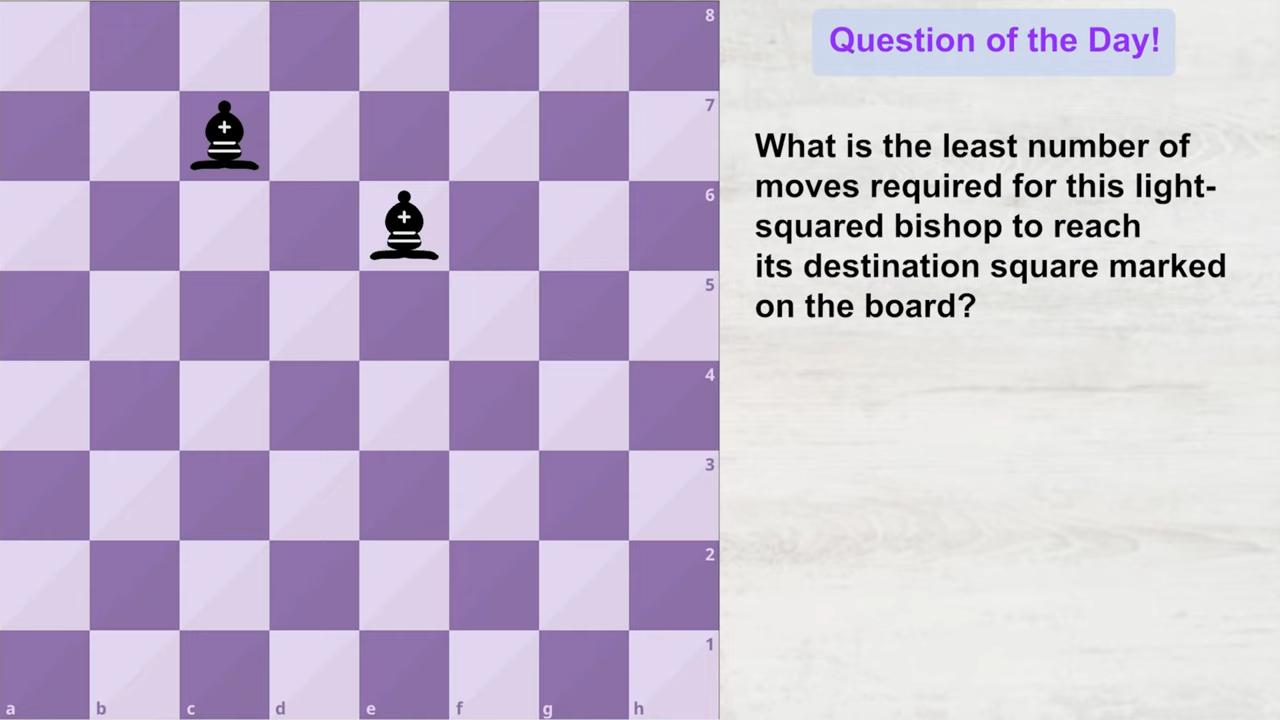 Question of the Day!
What is the least number of
moves required for this light-
squared bishop to reach
its destination square marked
on the board?
8
7
6
5
4
3
2
1
a b c d e f g h